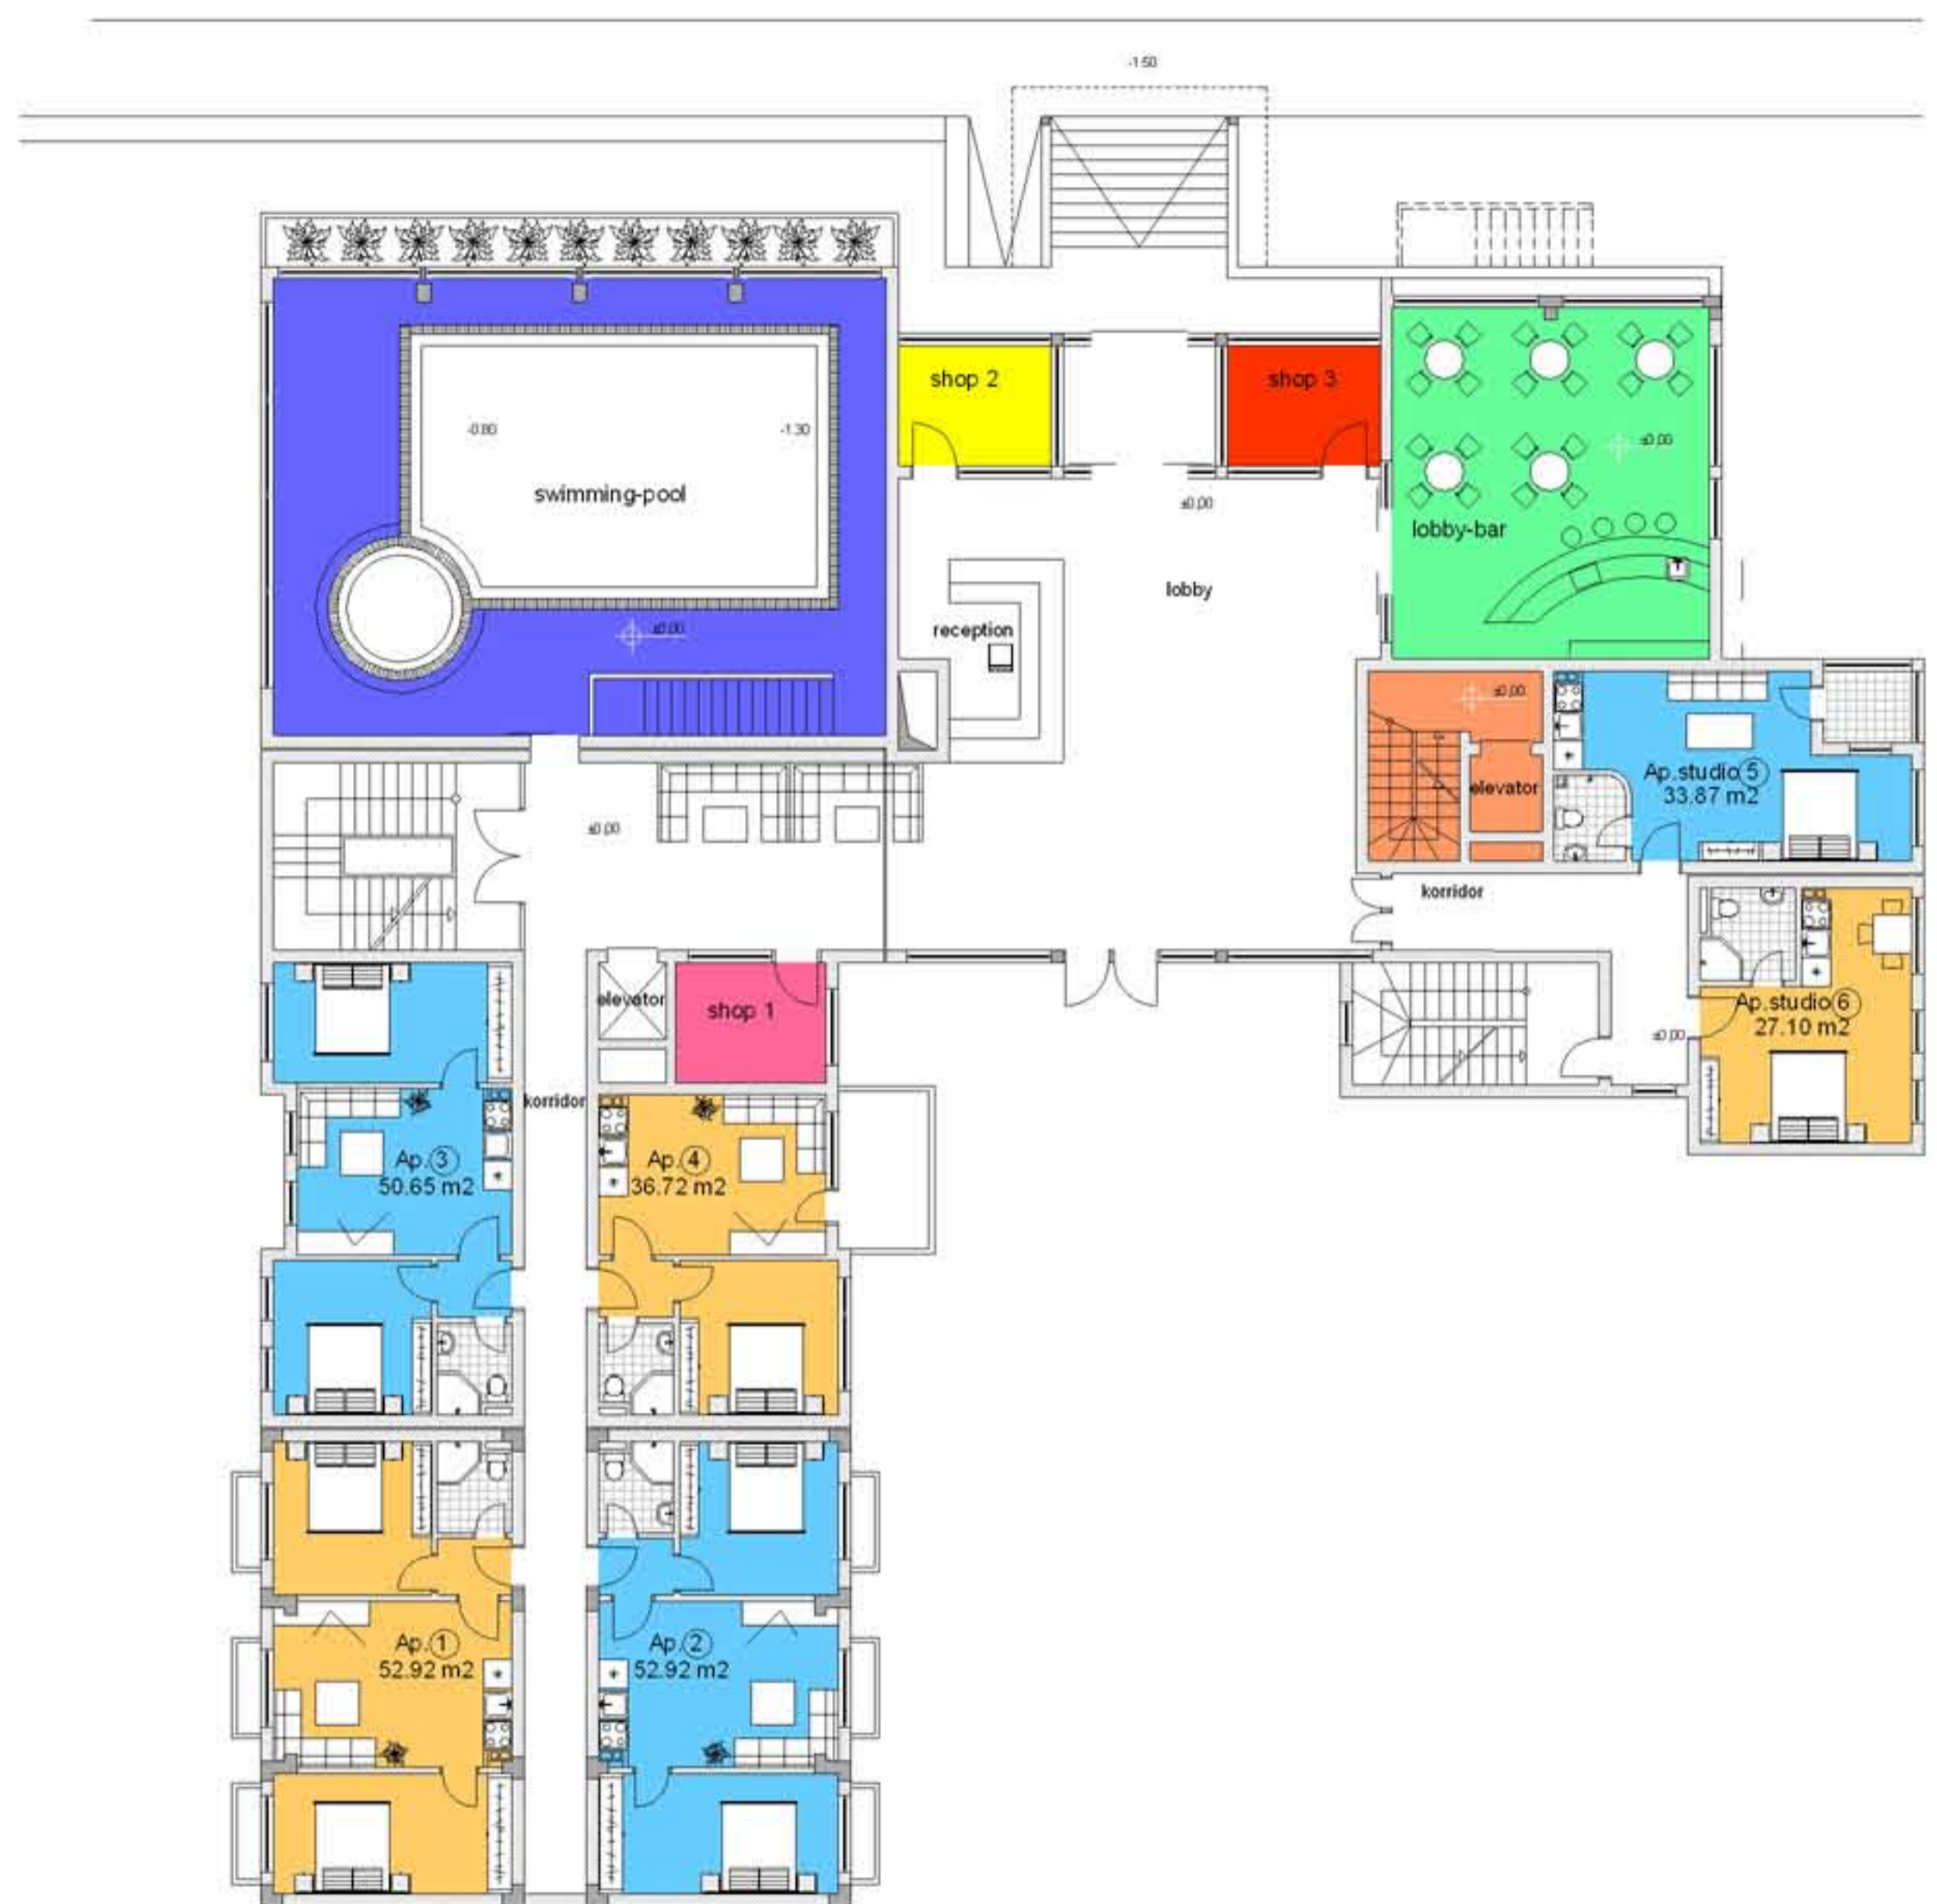 -1.50
shop 2
shop 3
-0.80
-1.30
±0,00
swimming-pool
±0,00
lobby-bar
lobby
reception
±0,00
±0,00
elevator
Ap.studio 5
33.87 m2
±0,00
korridor
elevator
shop 1
Ap.studio 6
27.10 m2
±0,00
korridor
Ap. 3
50.65 m2
Ap. 4
36.72 m2
Ap. 1
52.92 m2
Ap. 2
52.92 m2